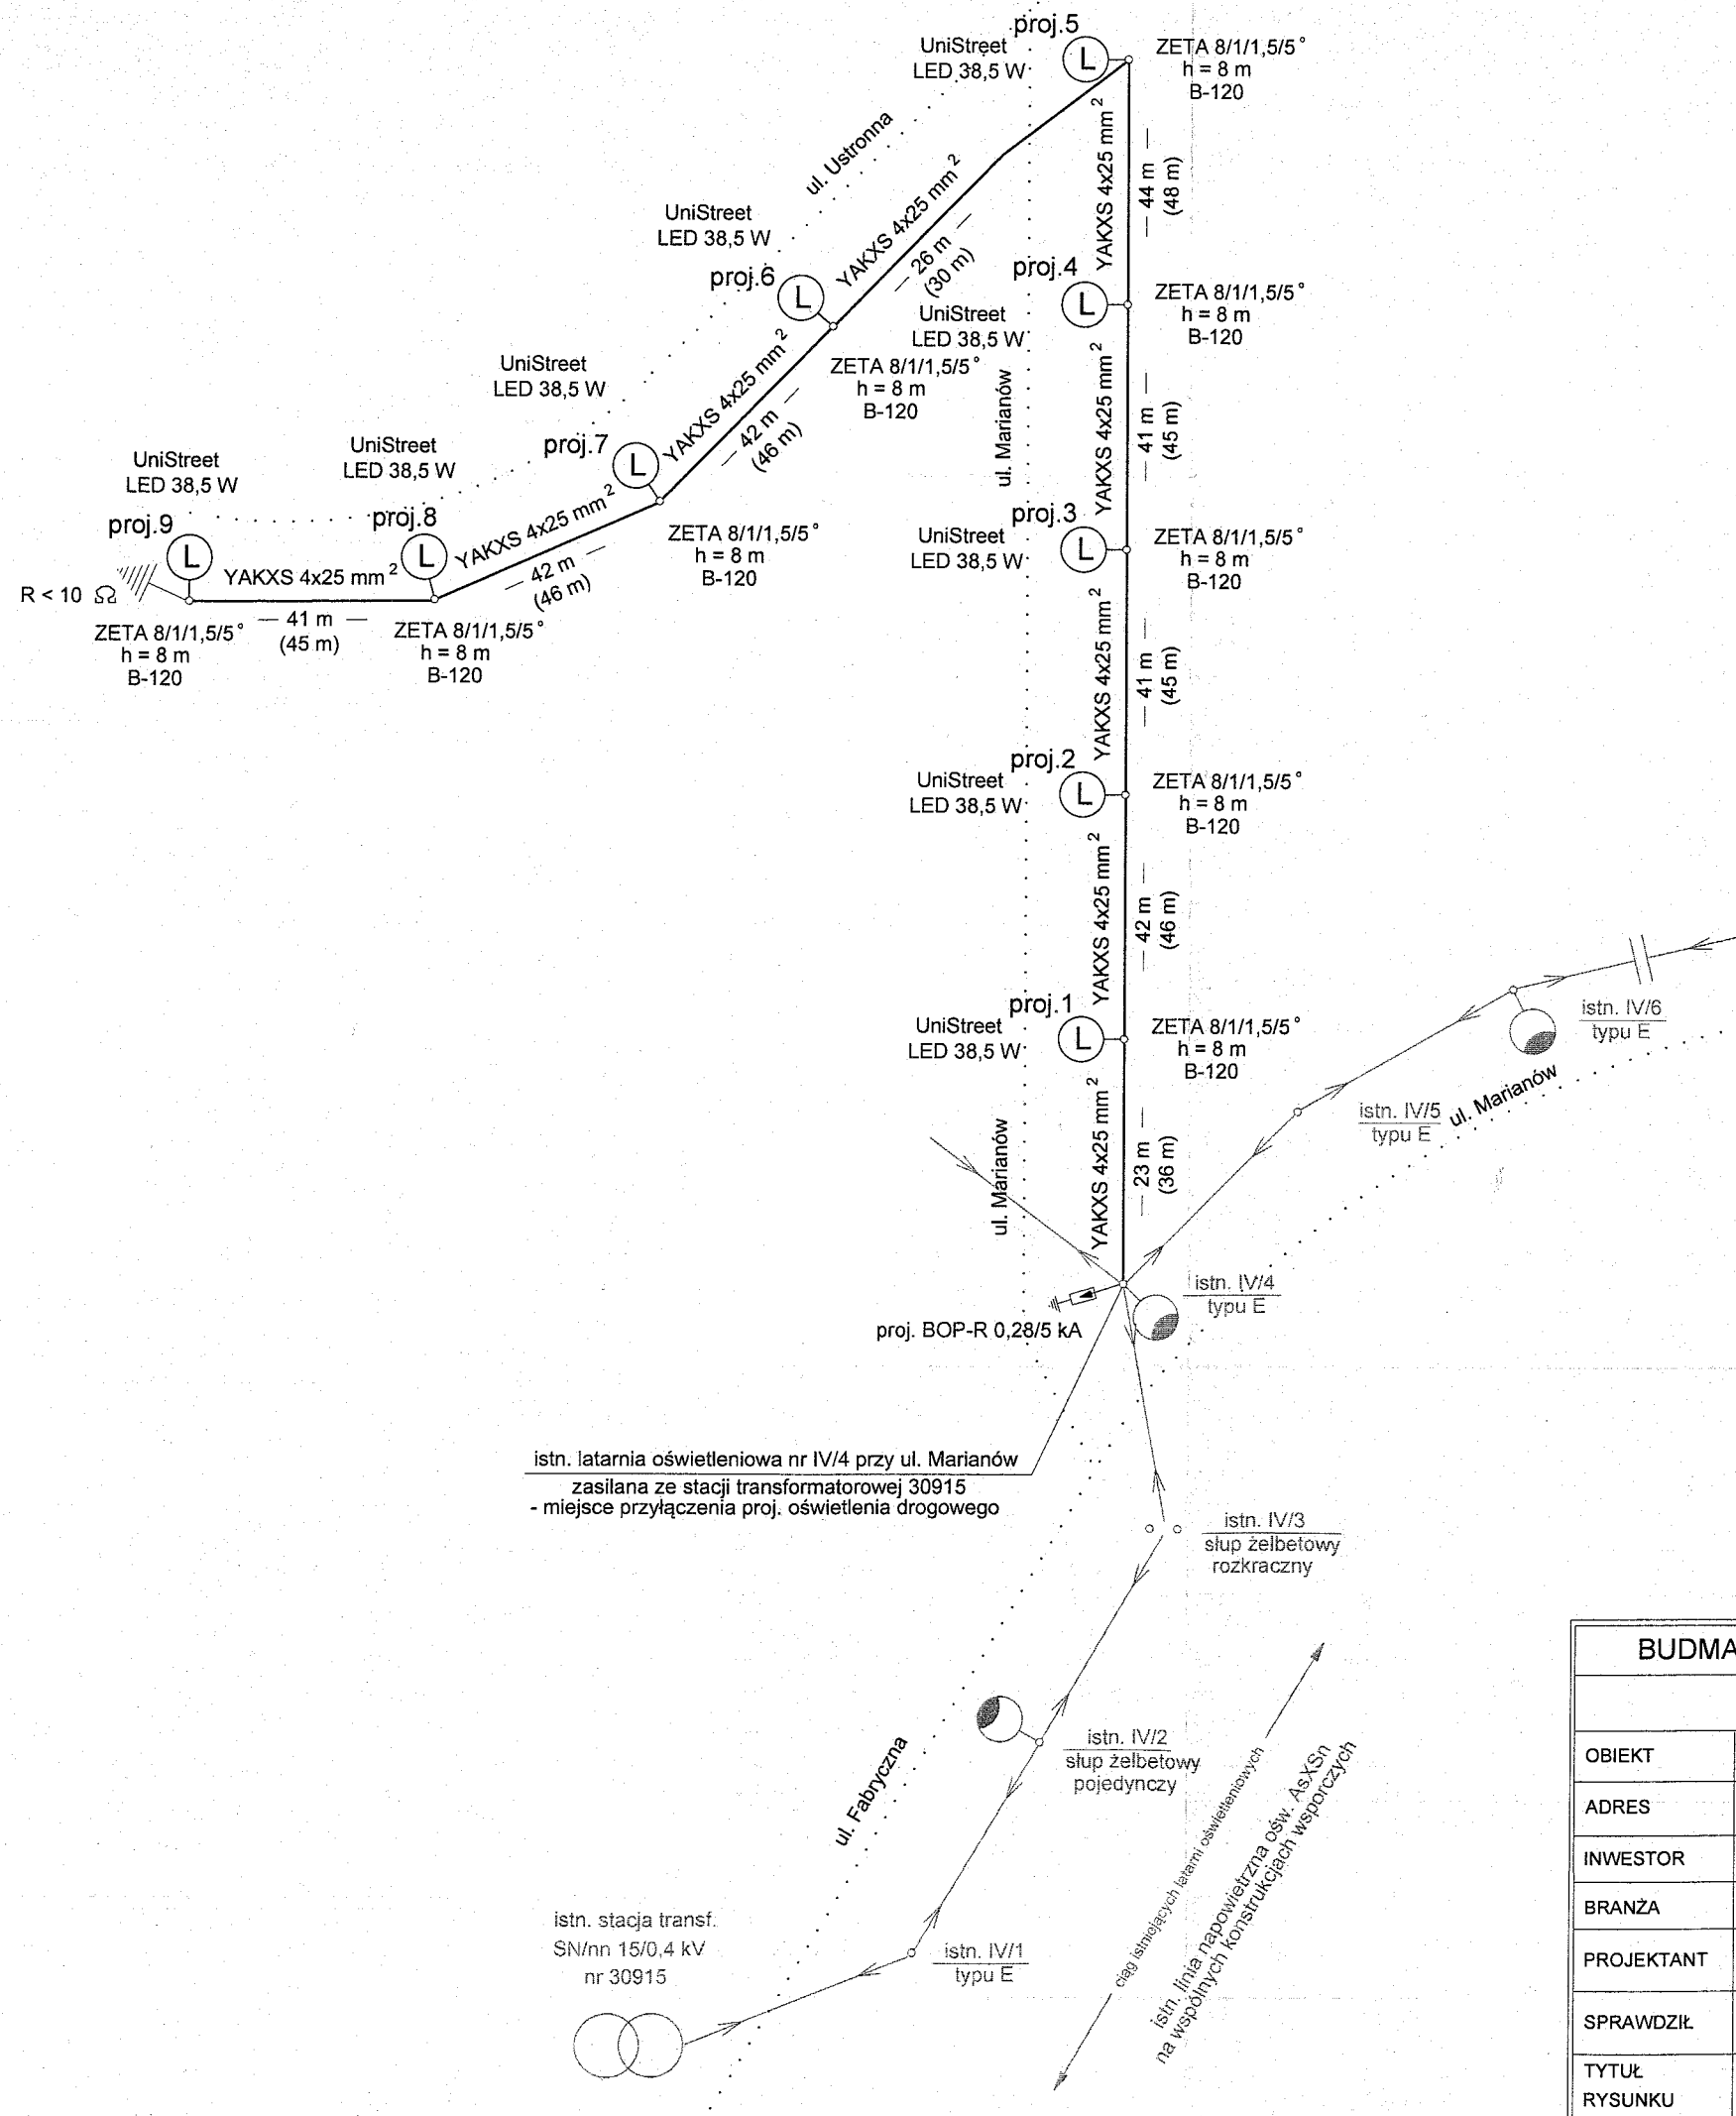 proj.5
UniStreet
LED 38,5 W
L
ZETA 8/1/1,5/5°
h = 8 m
B-120
YAKXS 4x25 mm²
44 m
(48 m)
ul. Ustronna
UniStreet
LED 38,5 W
proj.6
L
YAKXS 4x25 mm²
26 m
(30 m)
ZETA 8/1/1,5/5°
h = 8 m
B-120
proj.4
UniStreet
LED 38,5 W
L
ZETA 8/1/1,5/5°
h = 8 m
B-120
YAKXS 4x25 mm²
41 m
(45 m)
ul. Marianów
UniStreet
LED 38,5 W
proj.7
L
YAKXS 4x25 mm²
42 m
(46 m)
ZETA 8/1/1,5/5°
h = 8 m
B-120
UniStreet
LED 38,5 W
proj.8
L
YAKXS 4x25 mm²
42 m
(46 m)
ZETA 8/1/1,5/5°
h = 8 m
B-120
UniStreet
LED 38,5 W
proj.9
L
YAKXS 4x25 mm²
41 m
(45 m)
R < 10 Ω
ZETA 8/1/1,5/5°
h = 8 m
B-120
proj.3
UniStreet
LED 38,5 W
L
ZETA 8/1/1,5/5°
h = 8 m
B-120
YAKXS 4x25 mm²
41 m
(45 m)
proj.2
UniStreet
LED 38,5 W
L
ZETA 8/1/1,5/5°
h = 8 m
B-120
YAKXS 4x25 mm²
42 m
(46 m)
proj.1
UniStreet
LED 38,5 W
L
ZETA 8/1/1,5/5°
h = 8 m
B-120
YAKXS 4x25 mm²
23 m
(36 m)
ul. Marianów
istn. IV/6
typu E
istn. IV/5
typu E
ul. Marianów
istn. IV/4
typu E
proj. BOP-R 0,28/5 kA
istn. latarnia oświetleniowa nr IV/4 przy ul. Marianów
zasilana ze stacji transformatorowej 30915
- miejsce przyłączenia proj. oświetlenia drogowego
istn. IV/3
słup żelbetowy
rozkraczny
istn. IV/2
słup żelbetowy
pojedynczy
ul. Fabryczna
ciąg istniejących latarni oświetleniowych
istn. linia napowietrzna ośw. AsXSn
na wspólnych konstrukcjach wsporczych
istn. IV/1
typu E
istn. stacja transf.
SN/nn 15/0,4 kV
nr 30915
BUDMA
OBIEKT
ADRES
INWESTOR
BRANŻA
PROJEKTANT
SPRAWDZIŁ
TYTUŁ
RYSUNKU